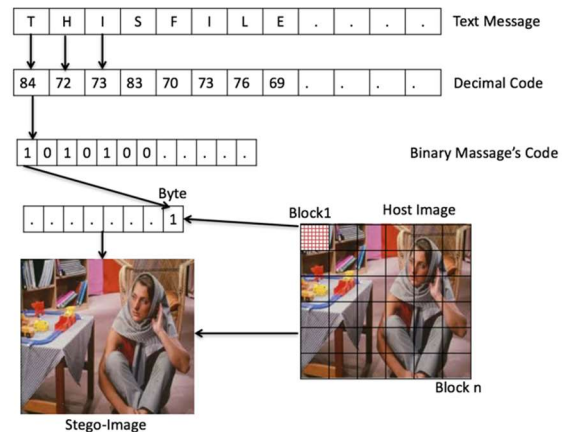 T H I S F I L E . . . . Text Message
84 72 73 83 70 73 76 69 . . . . Decimal Code
1 0 1 0 1 0 0 . . . . . Binary Massage's Code
Byte
. . . . . . . 1
Block1 Host Image
Block n
Stego-Image